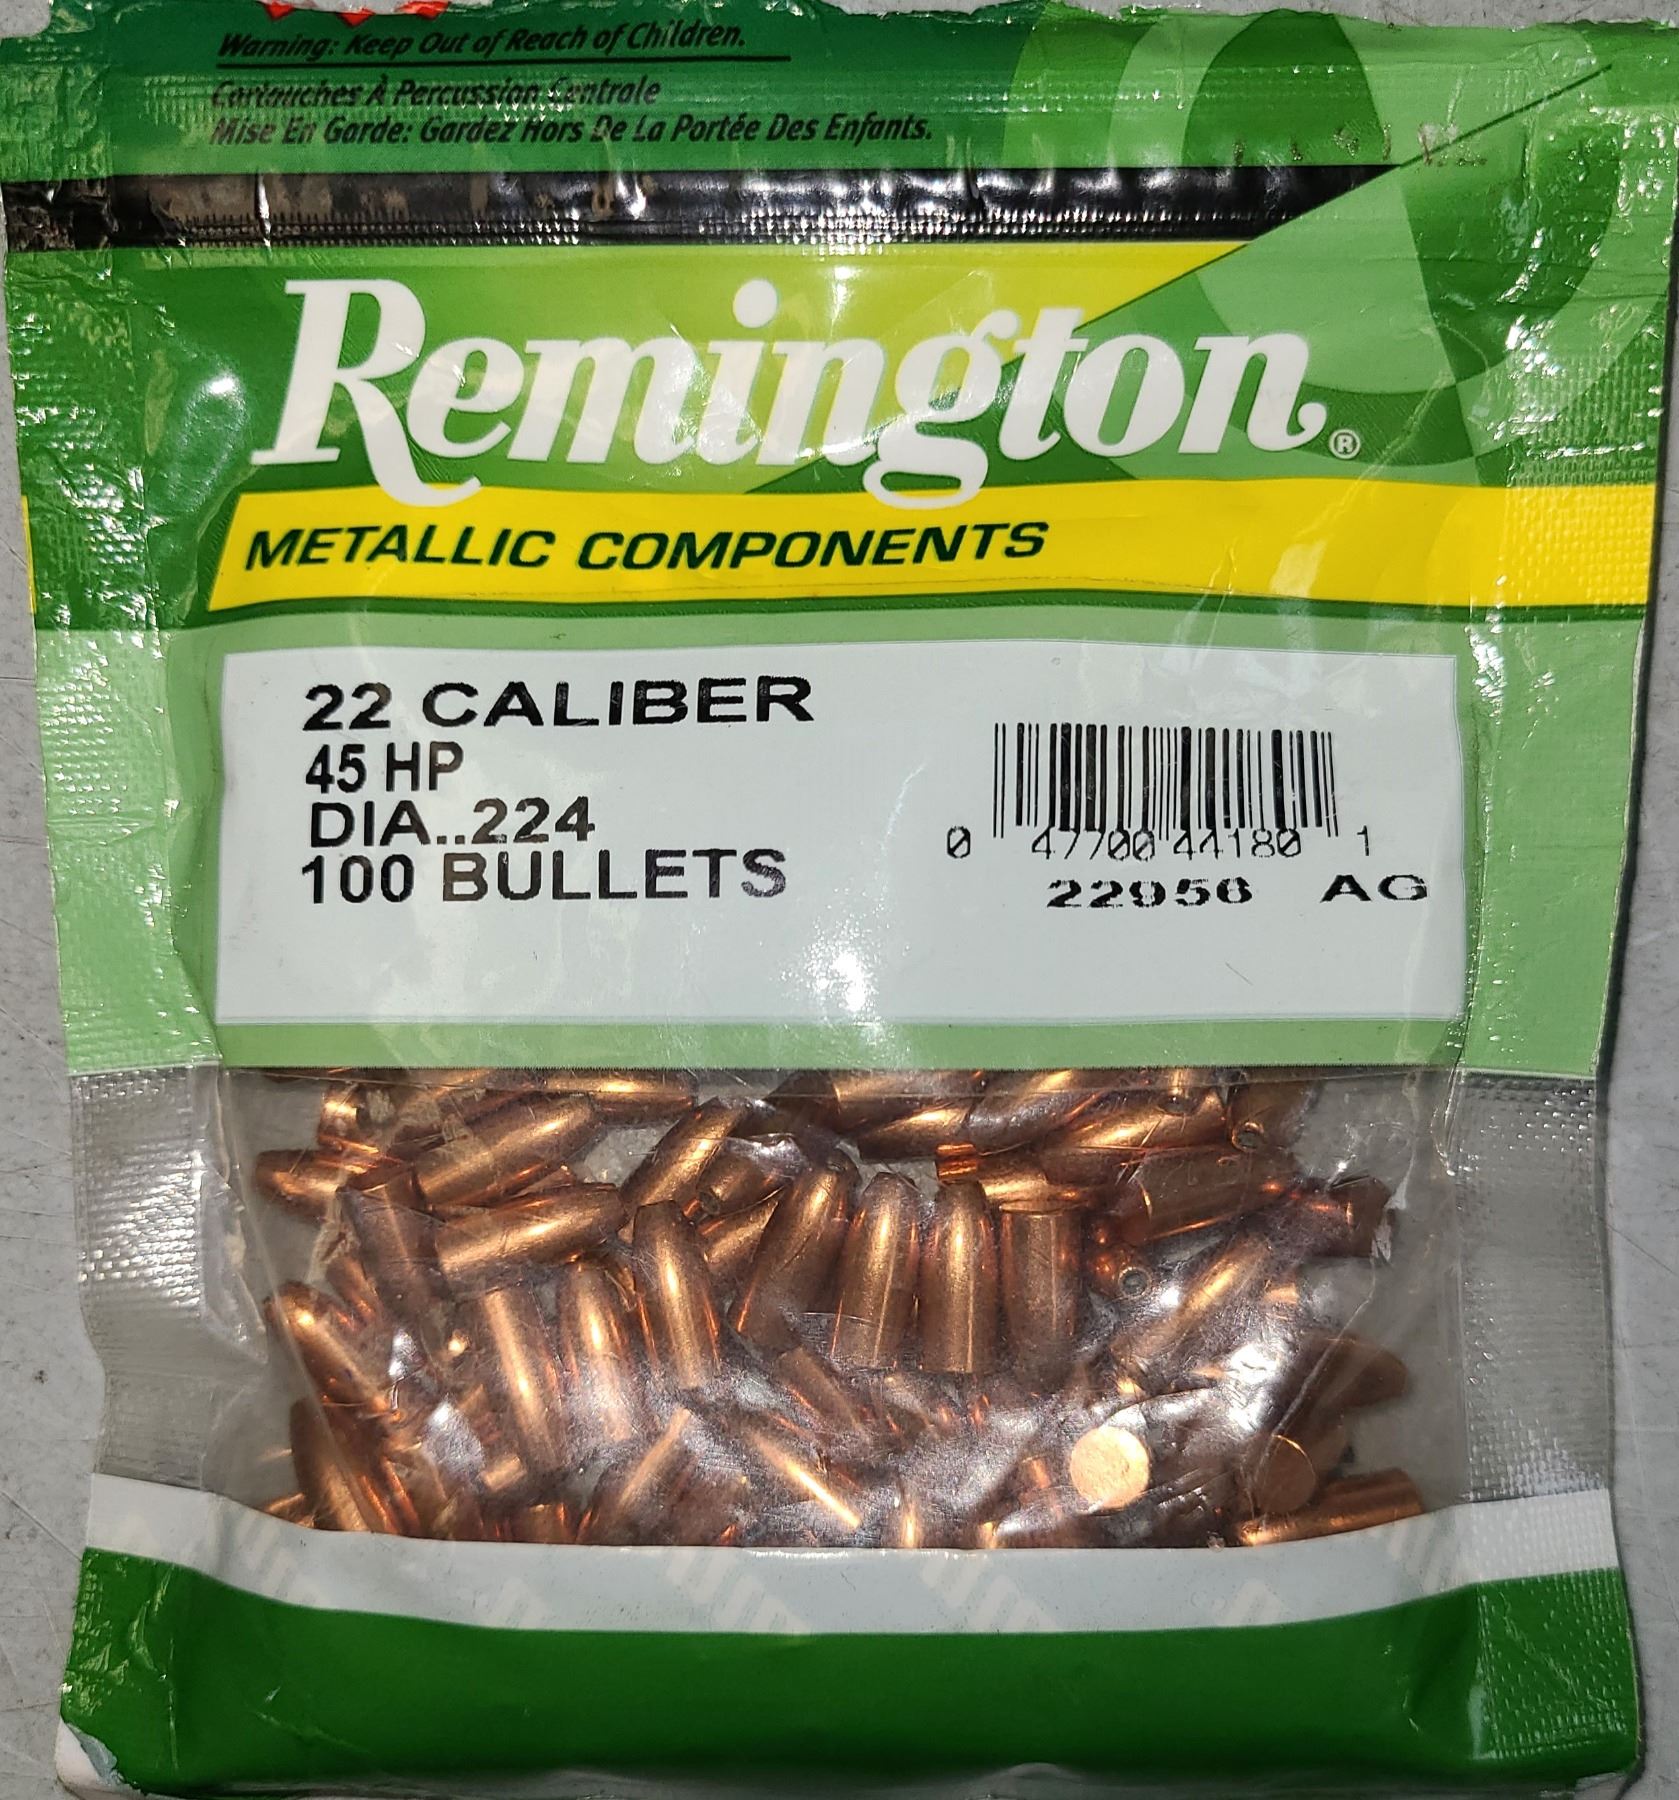 Warning: Keep Out of Reach of Children.
Cartouches À Percussion Centrale
Mise En Garde: Gardez Hors De La Portée Des Enfants.
Remington®
METALLIC COMPONENTS
22 CALIBER
45 HP
DIA..224
100 BULLETS
0 47700 44180 1
22956 AG